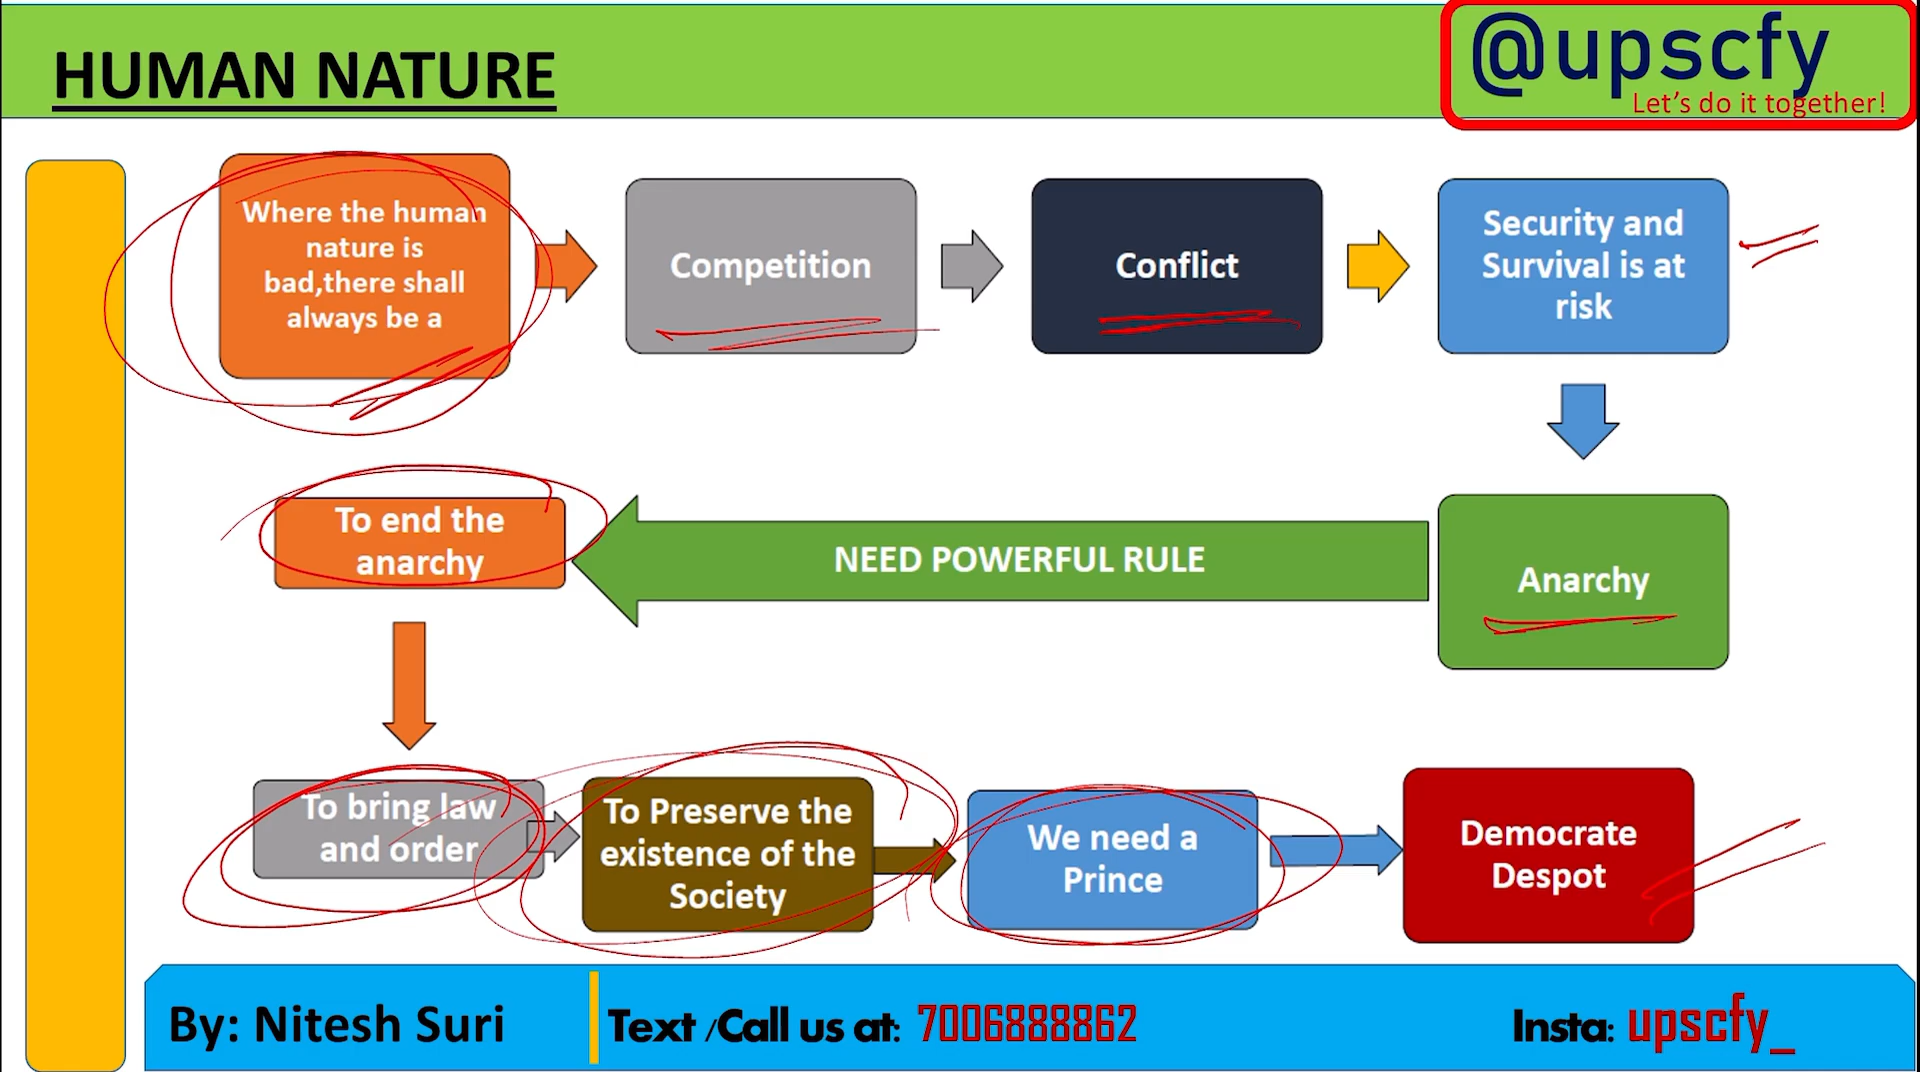 HUMAN NATURE
@upscfy
Let's do it together!
Where the human
nature is
bad,there shall
always be a
Competition
Conflict
Security and
Survival is at
risk
To end the
anarchy
NEED POWERFUL RULE
Anarchy
To bring law
and order
To Preserve the
existence of the
Society
We need a
Prince
Democrate
Despot
By: Nitesh Suri
Text /Call us at: 7006888862
Insta: upscfy_